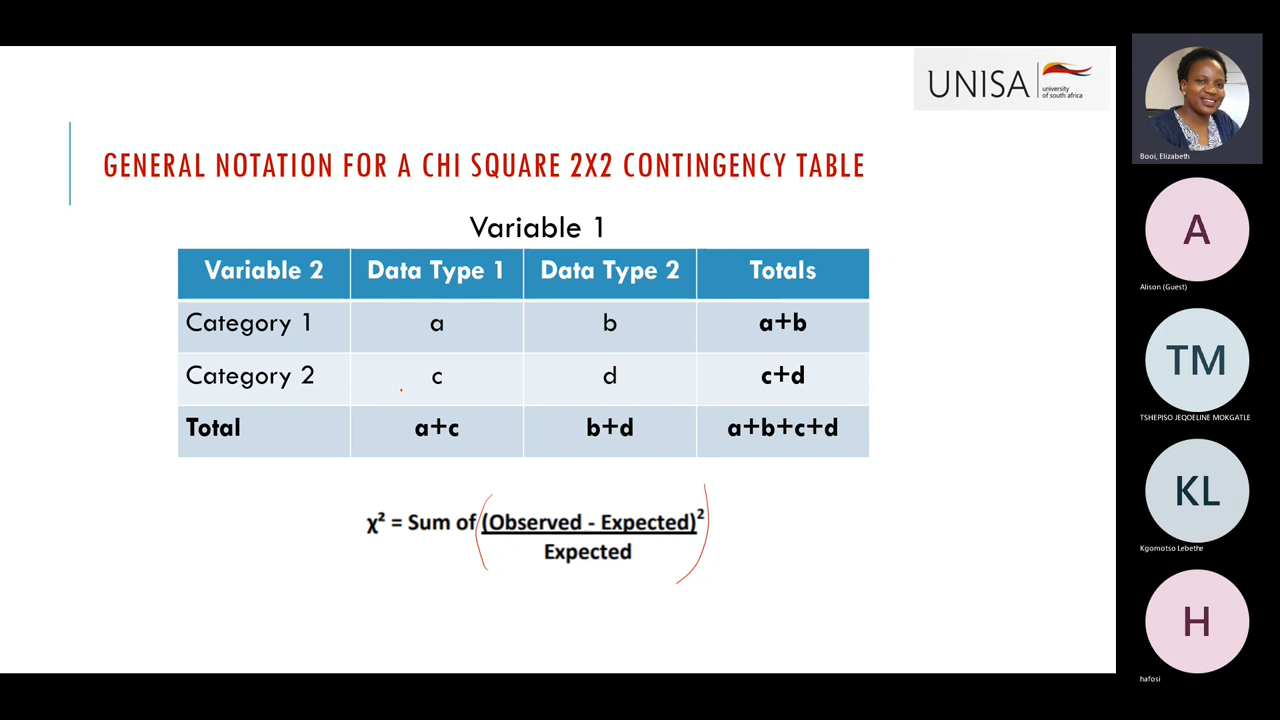 UNISA
university
of south africa
GENERAL NOTATION FOR A CHI SQUARE 2X2 CONTINGENCY TABLE
Variable 1
Variable 2 Data Type 1 Data Type 2 Totals
Category 1 a b a+b
Category 2 c d c+d
Total a+c b+d a+b+c+d
χ² = Sum of (Observed - Expected)²
Expected
Booi, Elizabeth
A
Alison (Guest)
TM
TSHEPISO JEQOELINE MOKGATLE
KL
Kgomotso Lebethe
H
hafosi